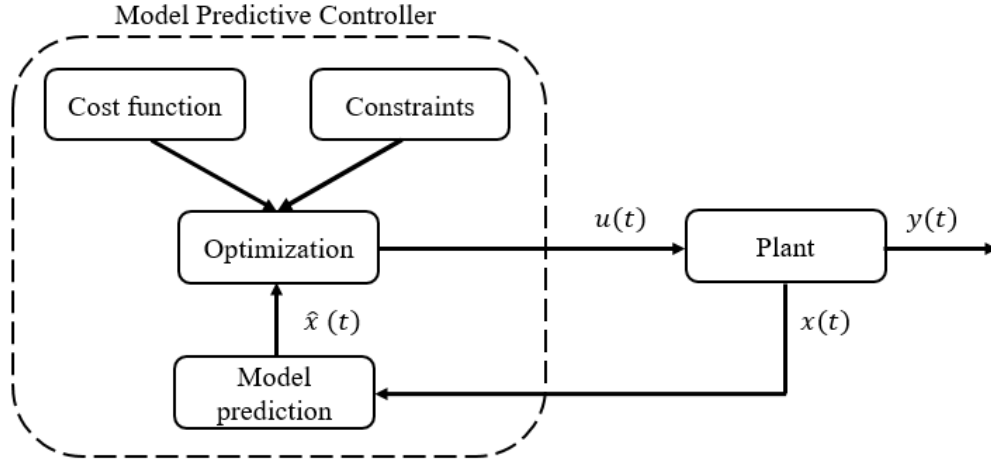 Model Predictive Controller
Cost function
Constraints
Optimization
u(t)
Plant
y(t)
x̂ (t)
x(t)
Model
prediction